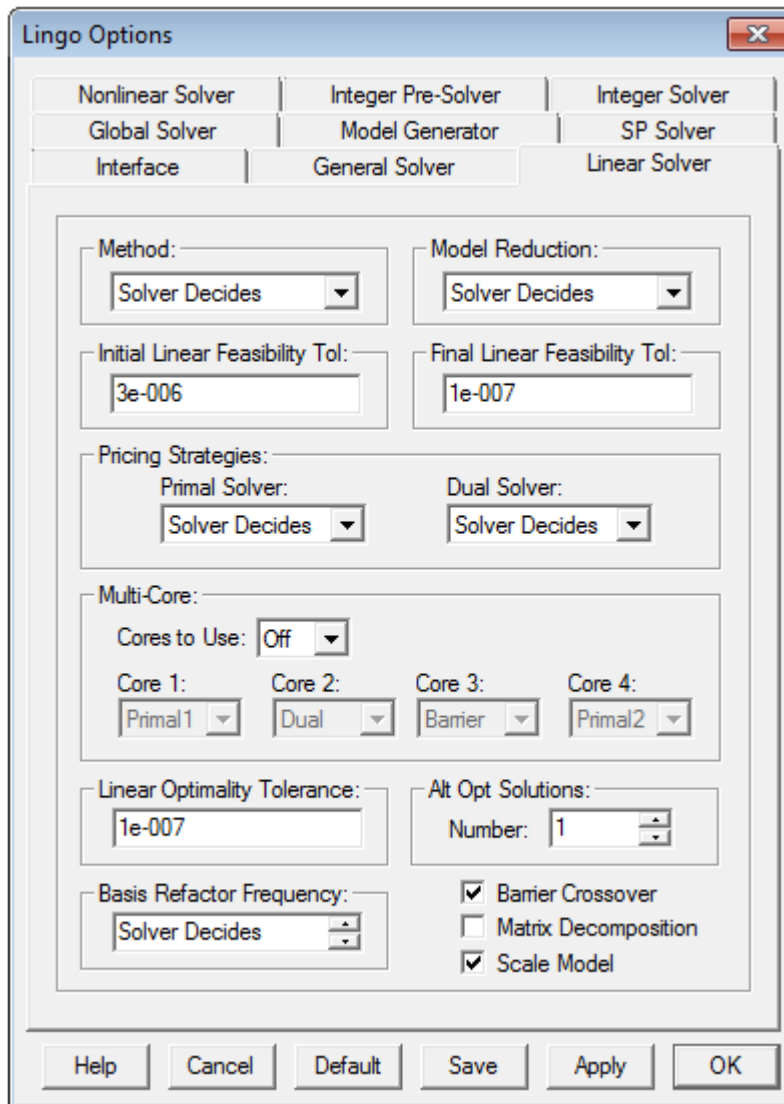 Lingo Options
Nonlinear Solver Integer Pre-Solver Integer Solver
Global Solver Model Generator SP Solver
Interface General Solver Linear Solver
Method: Model Reduction:
Solver Decides Solver Decides
Initial Linear Feasibility Tol: Final Linear Feasibility Tol:
3e-006 1e-007
Pricing Strategies:
Primal Solver: Dual Solver:
Solver Decides Solver Decides
Multi-Core:
Cores to Use: Off
Core 1: Core 2: Core 3: Core 4:
Primal1 Dual Barrier Primal2
Linear Optimality Tolerance: Alt Opt Solutions:
1e-007 Number: 1
Basis Refactor Frequency: Barrier Crossover
Solver Decides Matrix Decomposition
Scale Model
Help Cancel Default Save Apply OK